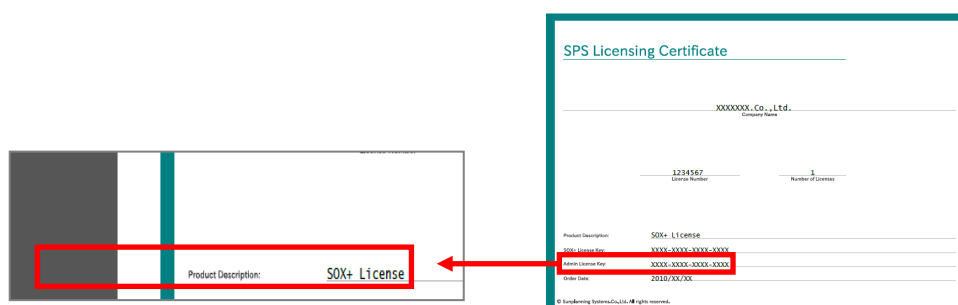 SPS Licensing Certificate
XXXXXXX.Co.,Ltd.
Company Name
1234567
License Number
1
Number of Licenses
Product Description: SOX+ License
SOX+ License Key: XXXX-XXXX-XXXX-XXXX
Admin License Key: XXXX-XXXX-XXXX-XXXX
Order Date: 2010/XX/XX
© Sunplanning Systems.Co.,Ltd. All rights reserved.
Product Description: SOX+ License